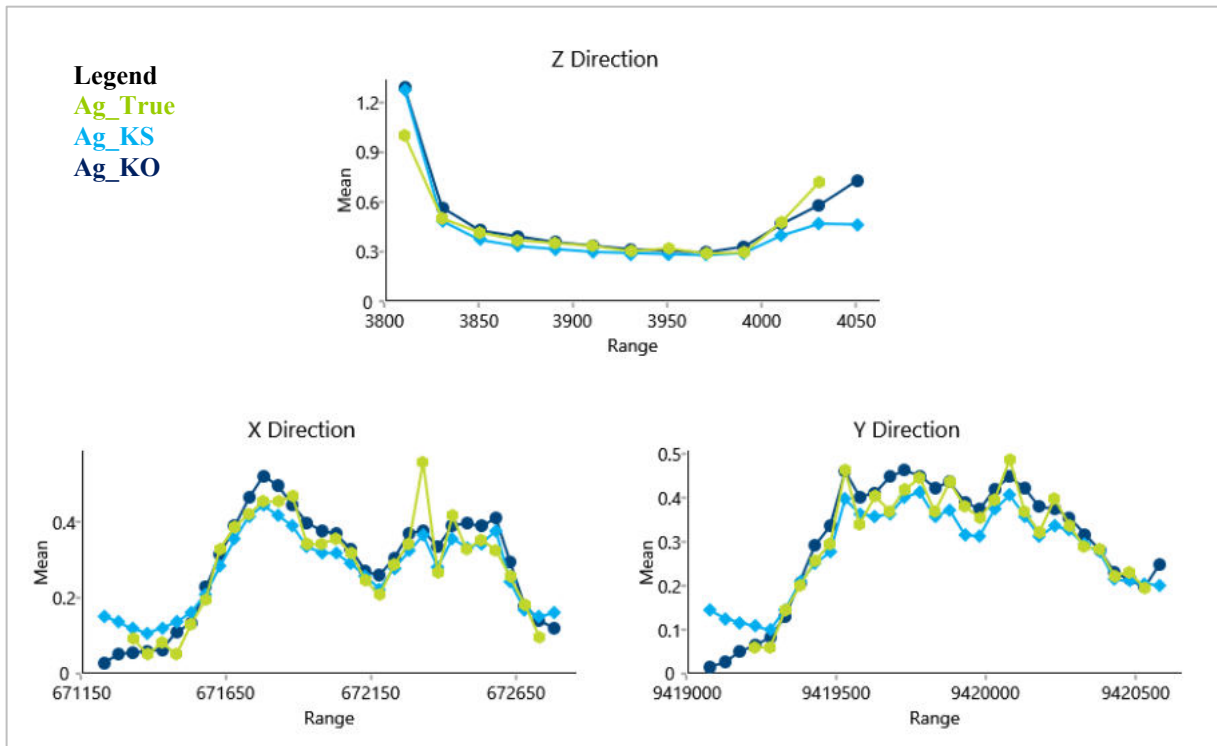 Z Direction
Legend
Ag_True
Ag_KS
Ag_KO
Mean
1.2
0.9
0.6
0.3
0
3800 3850 3900 3950 4000 4050
Range
X Direction
Mean
0.4
0.2
0
671150 671650 672150 672650
Range
Y Direction
Mean
0.5
0.4
0.3
0.2
0.1
0
9419000 9419500 9420000 9420500
Range